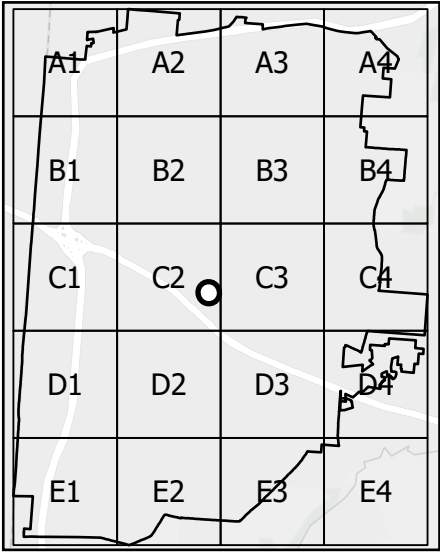 A1 A2 A3 A4
B1 B2 B3 B4
C1 C2 C3 C4
D1 D2 D3 D4
E1 E2 E3 E4